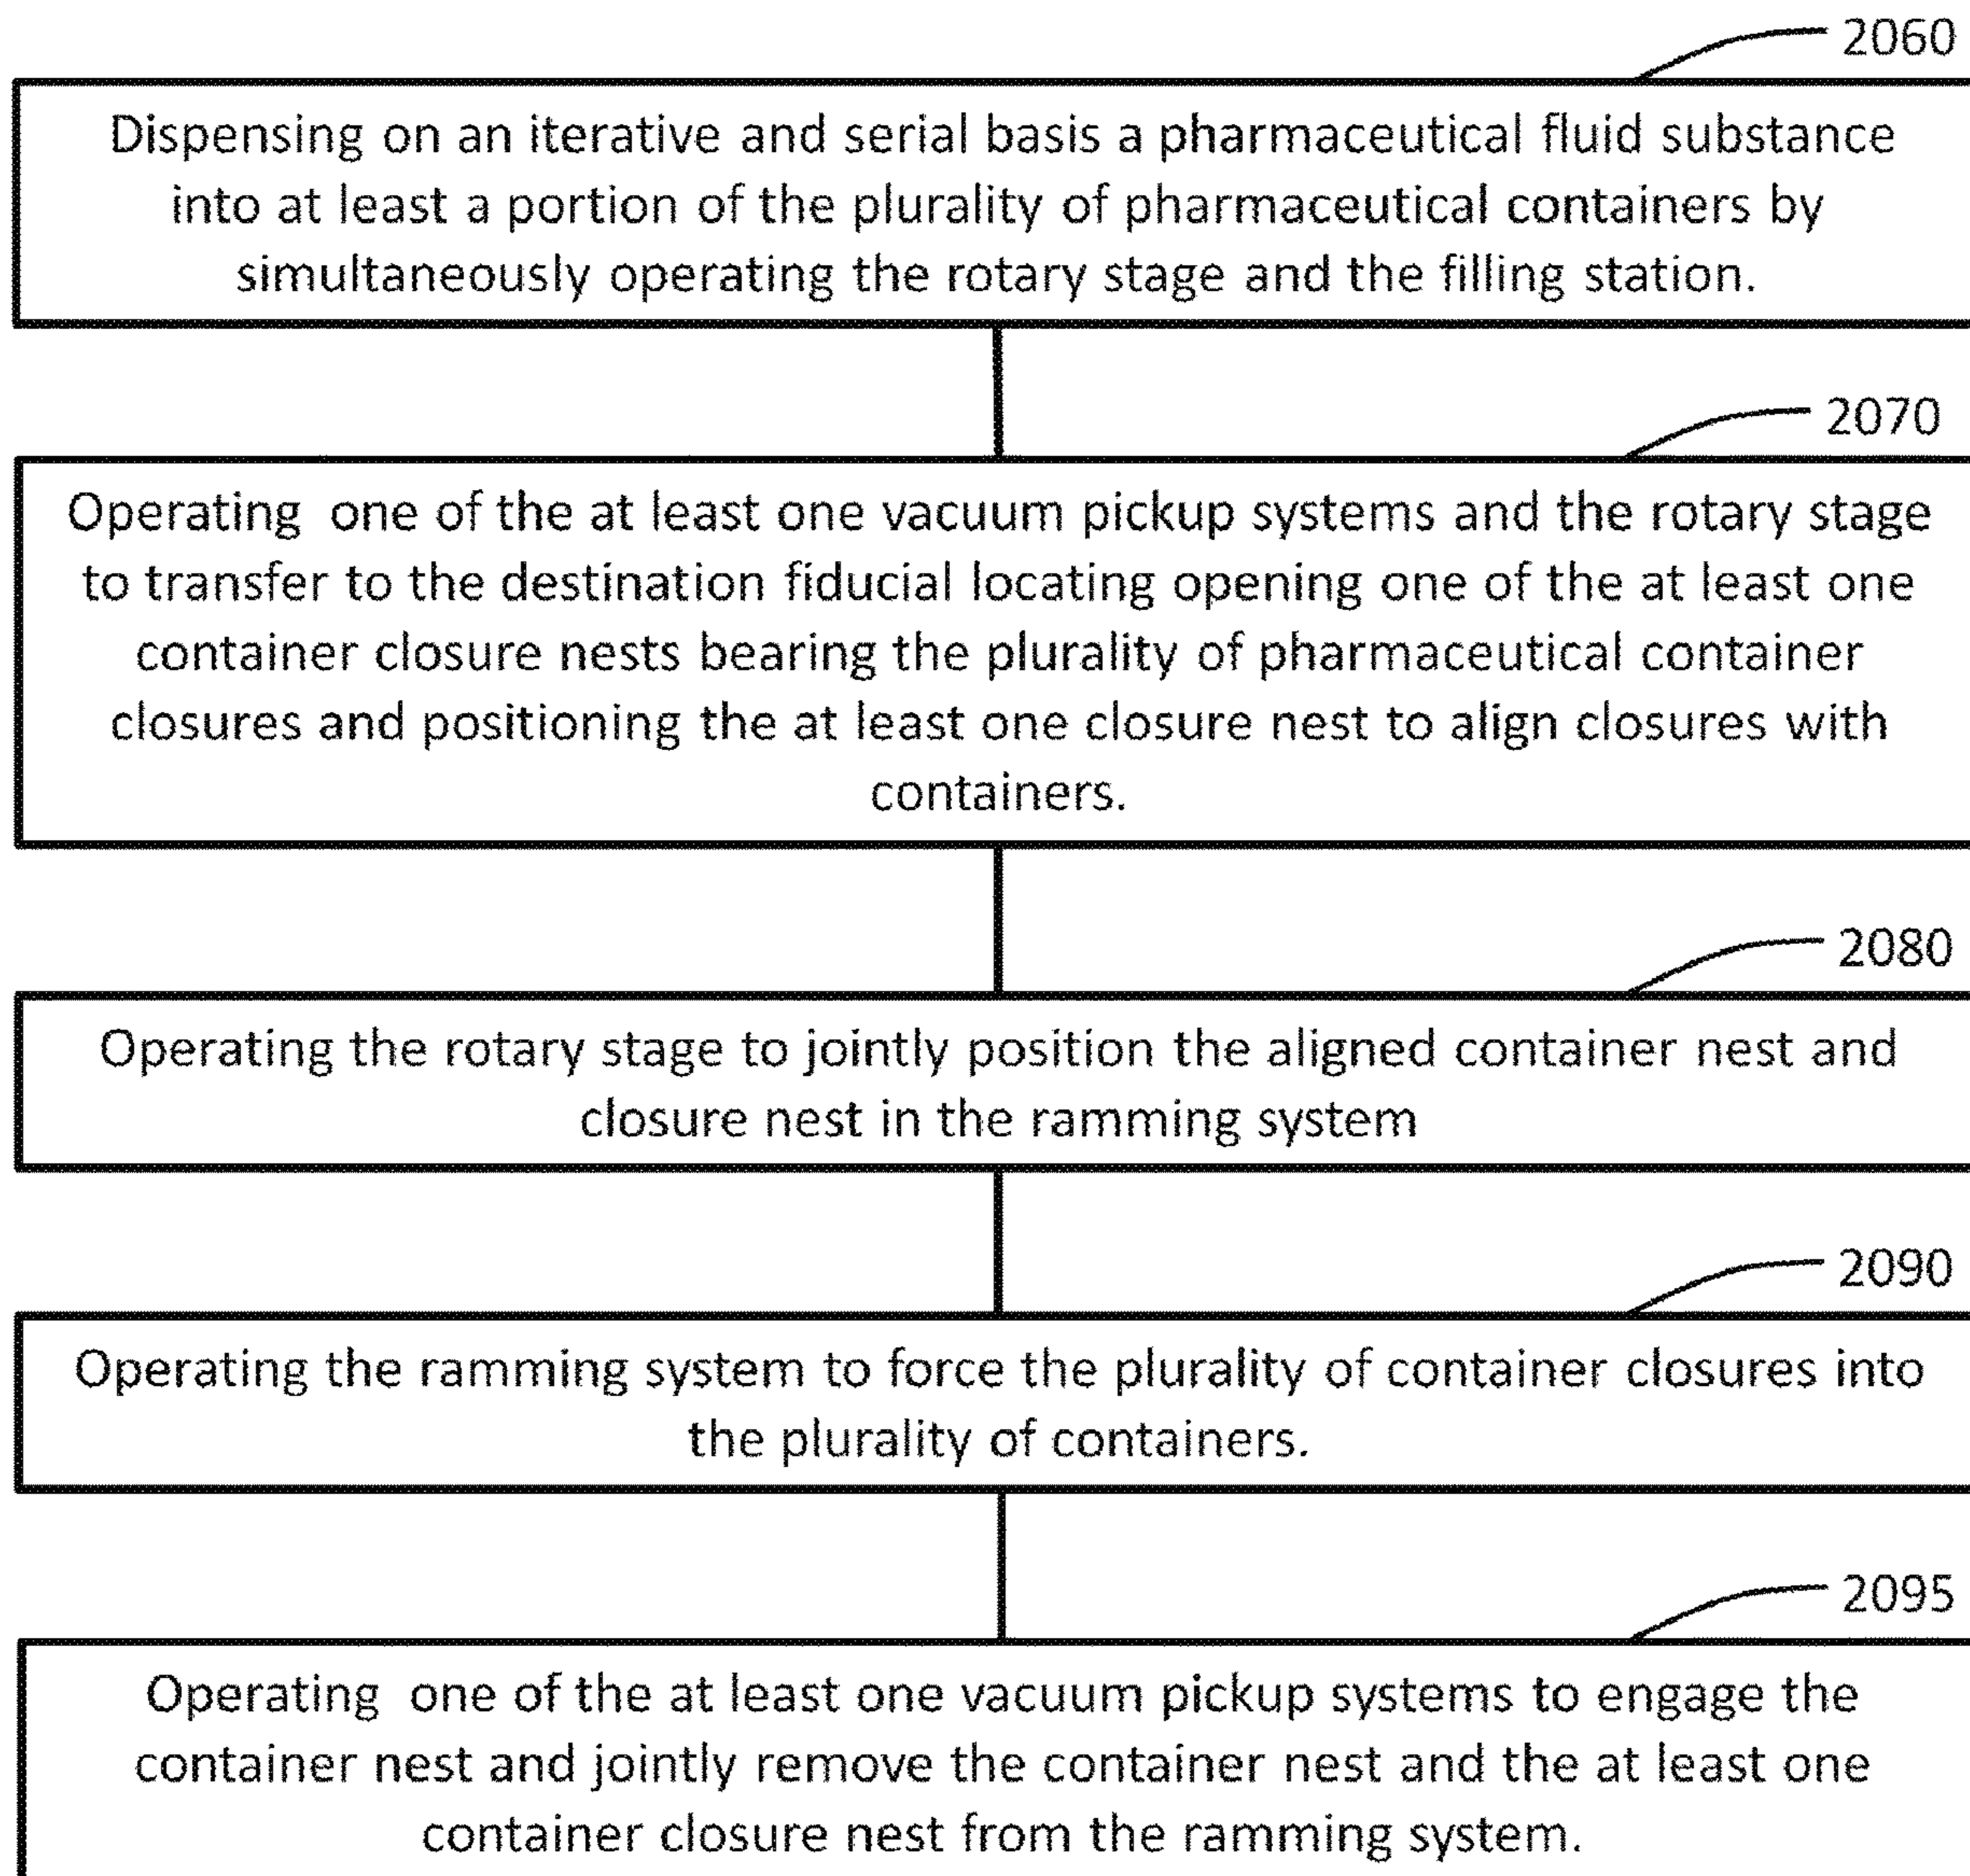 2060
Dispensing on an iterative and serial basis a pharmaceutical fluid substance
into at least a portion of the plurality of pharmaceutical containers by
simultaneously operating the rotary stage and the filling station.
2070
Operating one of the at least one vacuum pickup systems and the rotary stage
to transfer to the destination fiducial locating opening one of the at least one
container closure nests bearing the plurality of pharmaceutical container
closures and positioning the at least one closure nest to align closures with
containers.
2080
Operating the rotary stage to jointly position the aligned container nest and
closure nest in the ramming system
2090
Operating the ramming system to force the plurality of container closures into
the plurality of containers.
2095
Operating one of the at least one vacuum pickup systems to engage the
container nest and jointly remove the container nest and the at least one
container closure nest from the ramming system.